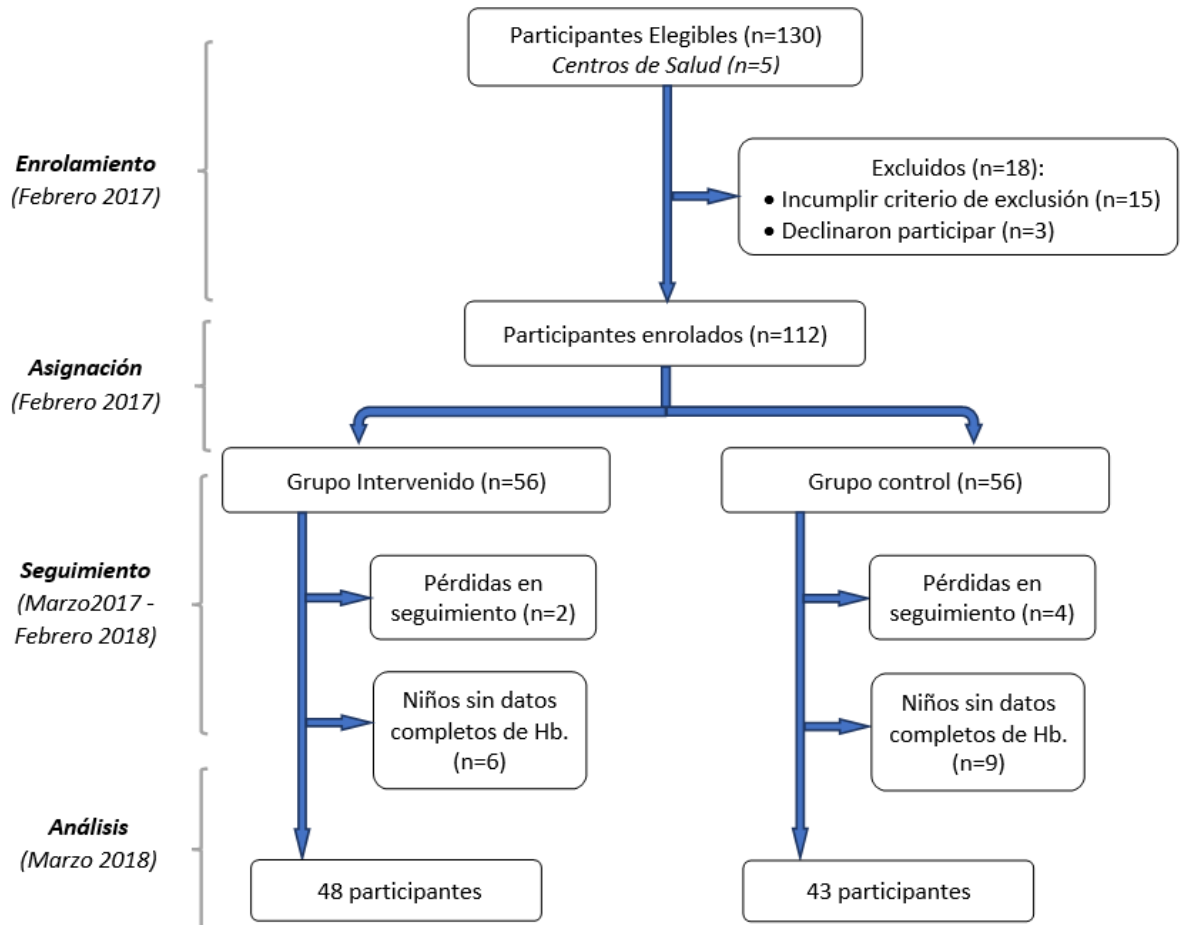 Participantes Elegibles (n=130)
Centros de Salud (n=5)
Enrolamiento
(Febrero 2017)
Excluidos (n=18):
• Incumplir criterio de exclusión (n=15)
• Declinaron participar (n=3)
Participantes enrolados (n=112)
Asignación
(Febrero 2017)
Grupo Intervenido (n=56)
Grupo control (n=56)
Seguimiento
(Marzo2017 -
Febrero 2018)
Pérdidas en
seguimiento (n=2)
Pérdidas en
seguimiento (n=4)
Niños sin datos
completos de Hb.
(n=6)
Niños sin datos
completos de Hb.
(n=9)
Análisis
(Marzo 2018)
48 participantes
43 participantes